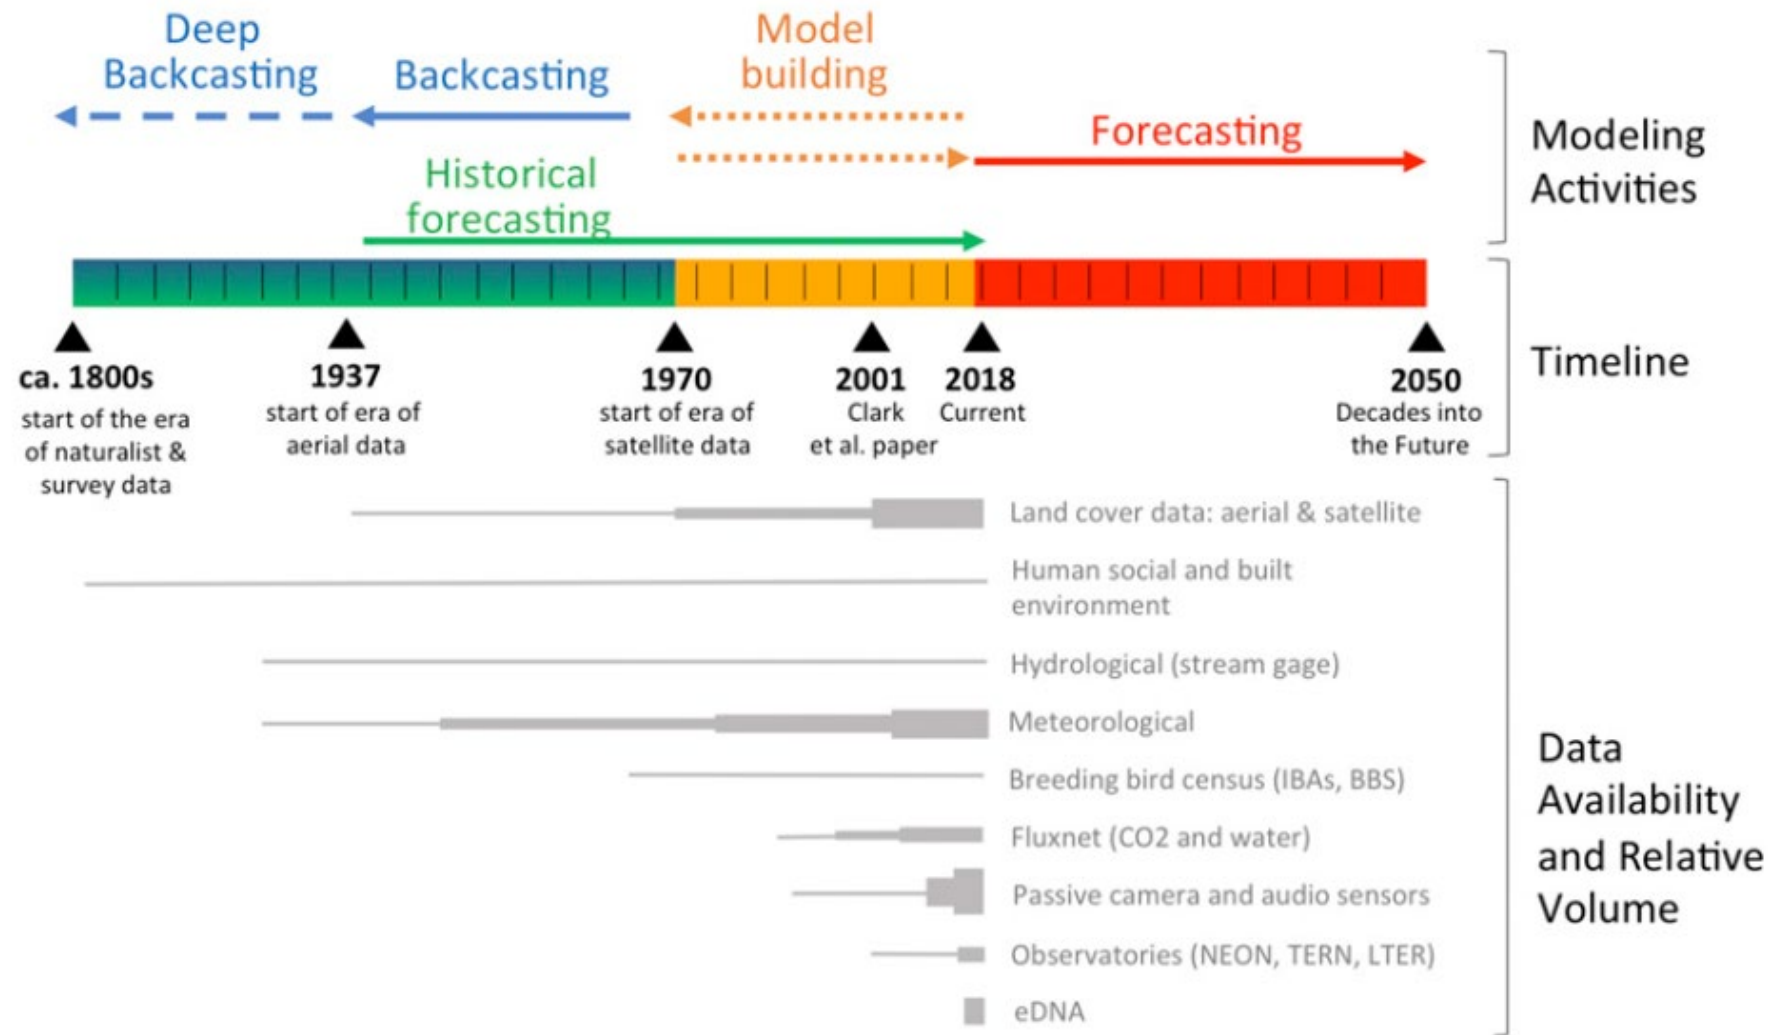 Deep
Backcasting
Backcasting
Model
building
Forecasting
Historical
forecasting
Modeling
Activities
ca. 1800s
start of the era
of naturalist &
survey data
1937
start of era of
aerial data
1970
start of era of
satellite data
2001
Clark
et al. paper
2018
Current
2050
Decades into
the Future
Timeline
Land cover data: aerial & satellite
Human social and built
environment
Hydrological (stream gage)
Meteorological
Breeding bird census (IBAs, BBS)
Fluxnet (CO2 and water)
Passive camera and audio sensors
Observatories (NEON, TERN, LTER)
eDNA
Data
Availability
and Relative
Volume